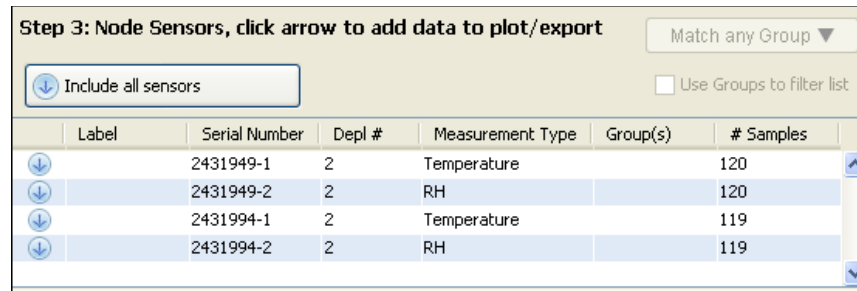 Step 3: Node Sensors, click arrow to add data to plot/export
Match any Group ▼
Include all sensors
Use Groups to filter list
Label Serial Number Depl # Measurement Type Group(s) # Samples
2431949-1 2 Temperature 120
2431949-2 2 RH 120
2431994-1 2 Temperature 119
2431994-2 2 RH 119